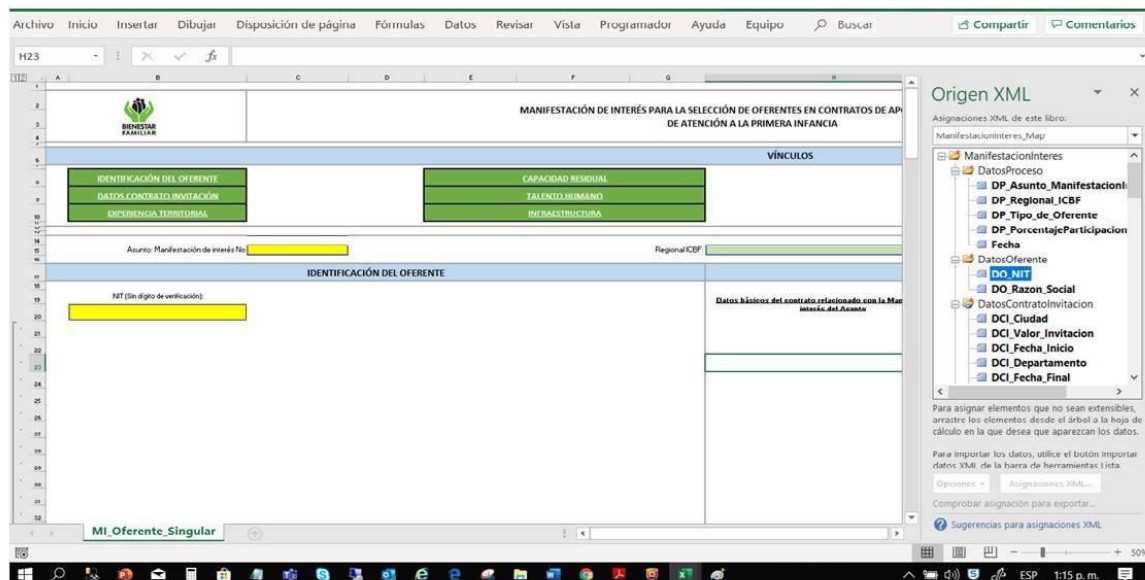 Archivo Inicio Insertar Dibujar Disposición de página Fórmulas Datos Revisar Vista Programador Ayuda Equipo Buscar Compartir Comentarios
H23 fx
A B C D E F G H
BIENESTAR
FAMILIAR
MANIFESTACIÓN DE INTERÉS PARA LA SELECCIÓN DE OFERENTES EN CONTRATOS DE AP
DE ATENCIÓN A LA PRIMERA INFANCIA
VÍNCULOS
IDENTIFICACIÓN DEL OFERENTE CAPACIDAD RESIDUAL
DATOS CONTRATO INVITACIÓN TALENTO HUMANO
EXPERIENCIA TERRITORIAL INFRAESTRUCTURA
Asunto: Manifestación de interés No Regional ICBF:
IDENTIFICACIÓN DEL OFERENTE
NIT (Sin dígito de verificación):
Datos básicos del contrato relacionado con la Man
interés del Asunto
MI_Oferente_Singular
Origen XML
Asignaciones XML de este libro:
ManifestacionInteres_Map
ManifestacionInteres
DatosProceso
DP_Asunto_ManifestacionI
DP_Regional_ICBF
DP_Tipo_de_Oferente
DP_PorcentajeParticipacion
Fecha
DatosOferente
DO_NIT
DO_Razon_Social
DatosContratoInvitacion
DCI_Ciudad
DCI_Valor_Invitacion
DCI_Fecha_Inicio
DCI_Departamento
DCI_Fecha_Final
Para asignar elementos que no sean extensibles,
arrastre los elementos desde el árbol a la hoja de
cálculo en la que desea que aparezcan los datos.
Para importar los datos, utilice el botón Importar
datos XML de la barra de herramientas Lista.
Opciones Asignaciones XML...
Comprobar asignación para exportar...
Sugerencias para asignaciones XML
50%
ESP 1:15 p. m.